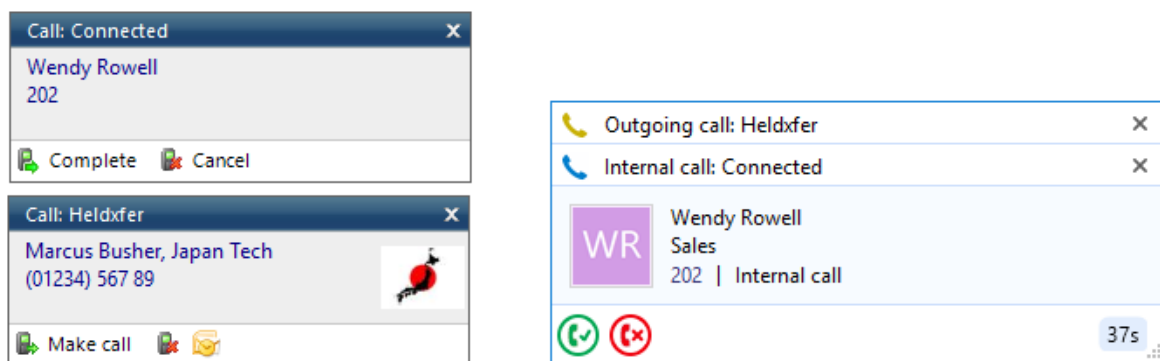 Call: Connected
Wendy Rowell
202
Complete Cancel
Call: Heldxfer
Marcus Busher, Japan Tech
(01234) 567 89
Make call
Outgoing call: Heldxfer
Internal call: Connected
WR
Wendy Rowell
Sales
202 | Internal call
37s